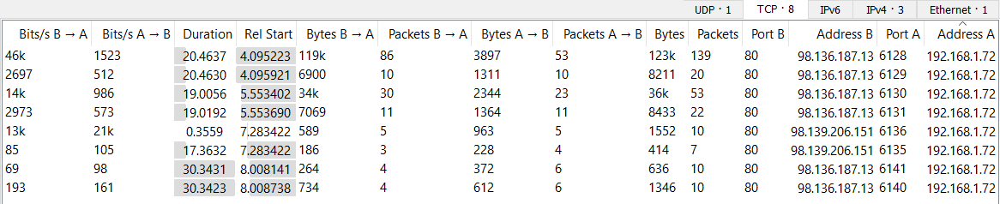 UDP · 1 TCP · 8 IPv6 IPv4 · 3 Ethernet · 1
Bits/s B → A Bits/s A → B Duration Rel Start Bytes B → A Packets B → A Bytes A → B Packets A → B Bytes Packets Port B Address B Port A Address A
46k 1523 20.4637 4.095223 119k 86 3897 53 123k 139 80 98.136.187.13 6128 192.168.1.72
2697 512 20.4630 4.095921 6900 10 1311 10 8211 20 80 98.136.187.13 6129 192.168.1.72
14k 986 19.0056 5.553402 34k 30 2344 23 36k 53 80 98.136.187.13 6130 192.168.1.72
2973 573 19.0192 5.553690 7069 11 1364 11 8433 22 80 98.136.187.13 6131 192.168.1.72
13k 21k 0.3559 7.283422 589 5 963 5 1552 10 80 98.139.206.151 6136 192.168.1.72
85 105 17.3632 7.283422 186 3 228 4 414 7 80 98.139.206.151 6135 192.168.1.72
69 98 30.3431 8.008141 264 4 372 6 636 10 80 98.136.187.13 6141 192.168.1.72
193 161 30.3423 8.008738 734 4 612 6 1346 10 80 98.136.187.13 6140 192.168.1.72